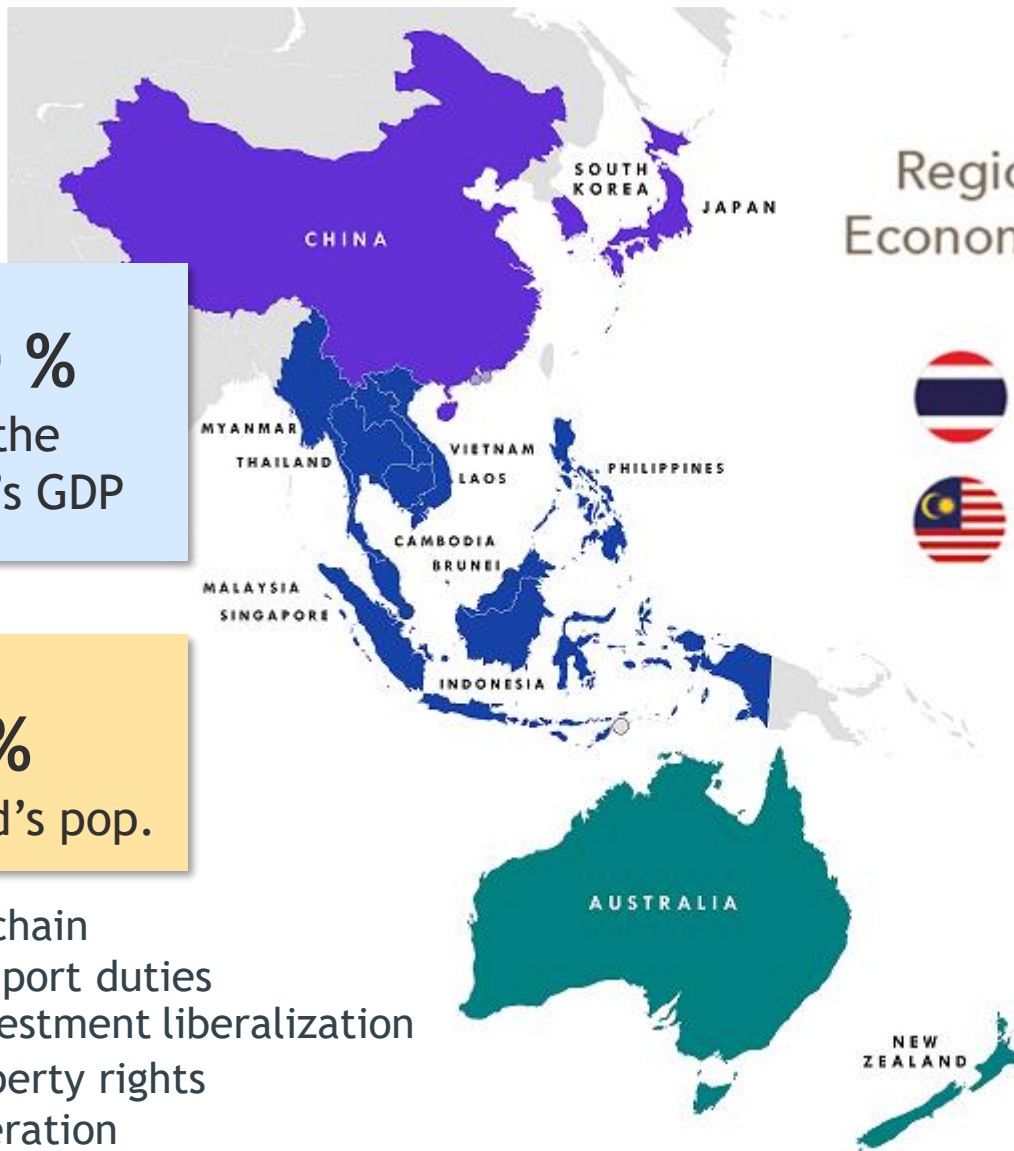 SOUTH
KOREA
JAPAN
CHINA
Regio
Econom
%
the
's GDP
MYANMAR
THAILAND
VIETNAM
LAOS
PHILIPPINES
CAMBODIA
BRUNEI
MALAYSIA
SINGAPORE
INDONESIA
%
d's pop.
AUSTRALIA
chain
port duties
estment liberalization
perty rights
eration
NEW
ZEALAND